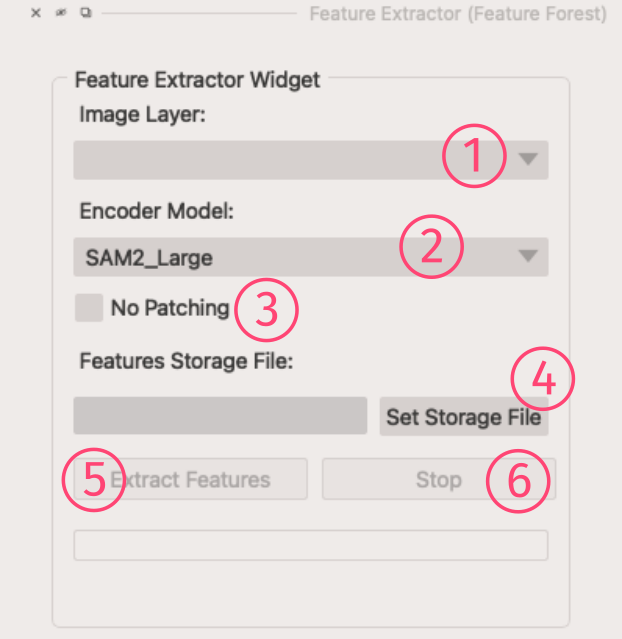 Feature Extractor (Feature Forest)
Feature Extractor Widget
Image Layer:
1
Encoder Model:
SAM2_Large 2
No Patching 3
Features Storage File:
4
Set Storage File
5 Extract Features Stop 6